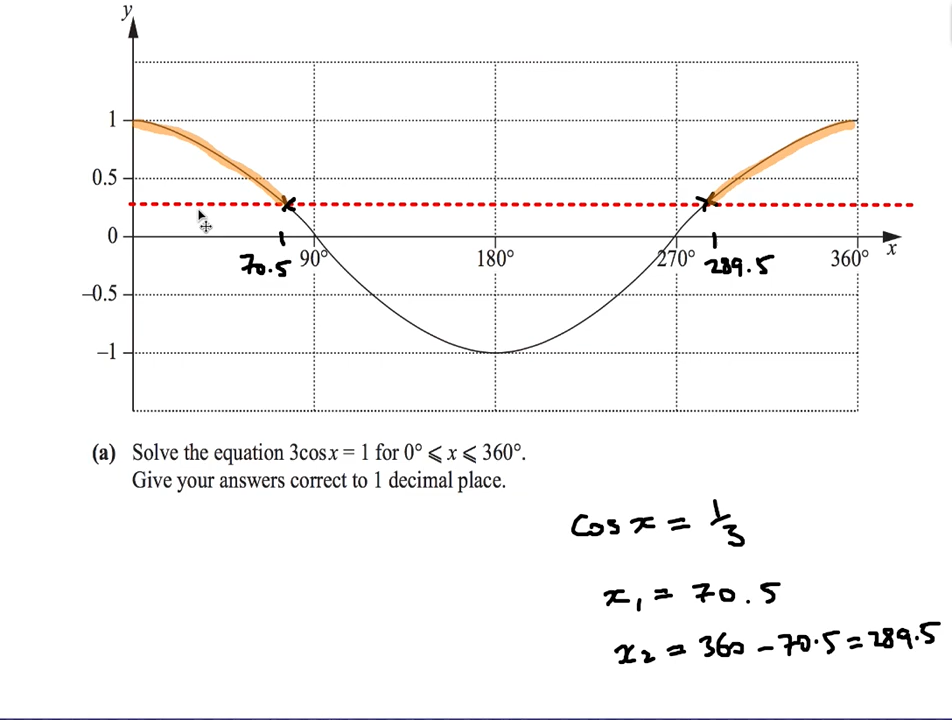 y
1
0.5
0
-0.5
-1
70.5
90°
180°
270°
289.5
360°
x
(a) Solve the equation 3cos x = 1 for 0° ⩽ x ⩽ 360°.
Give your answers correct to 1 decimal place.
Cos x = 1/3
x₁ = 70.5
x₂ = 360 - 70.5 = 289.5